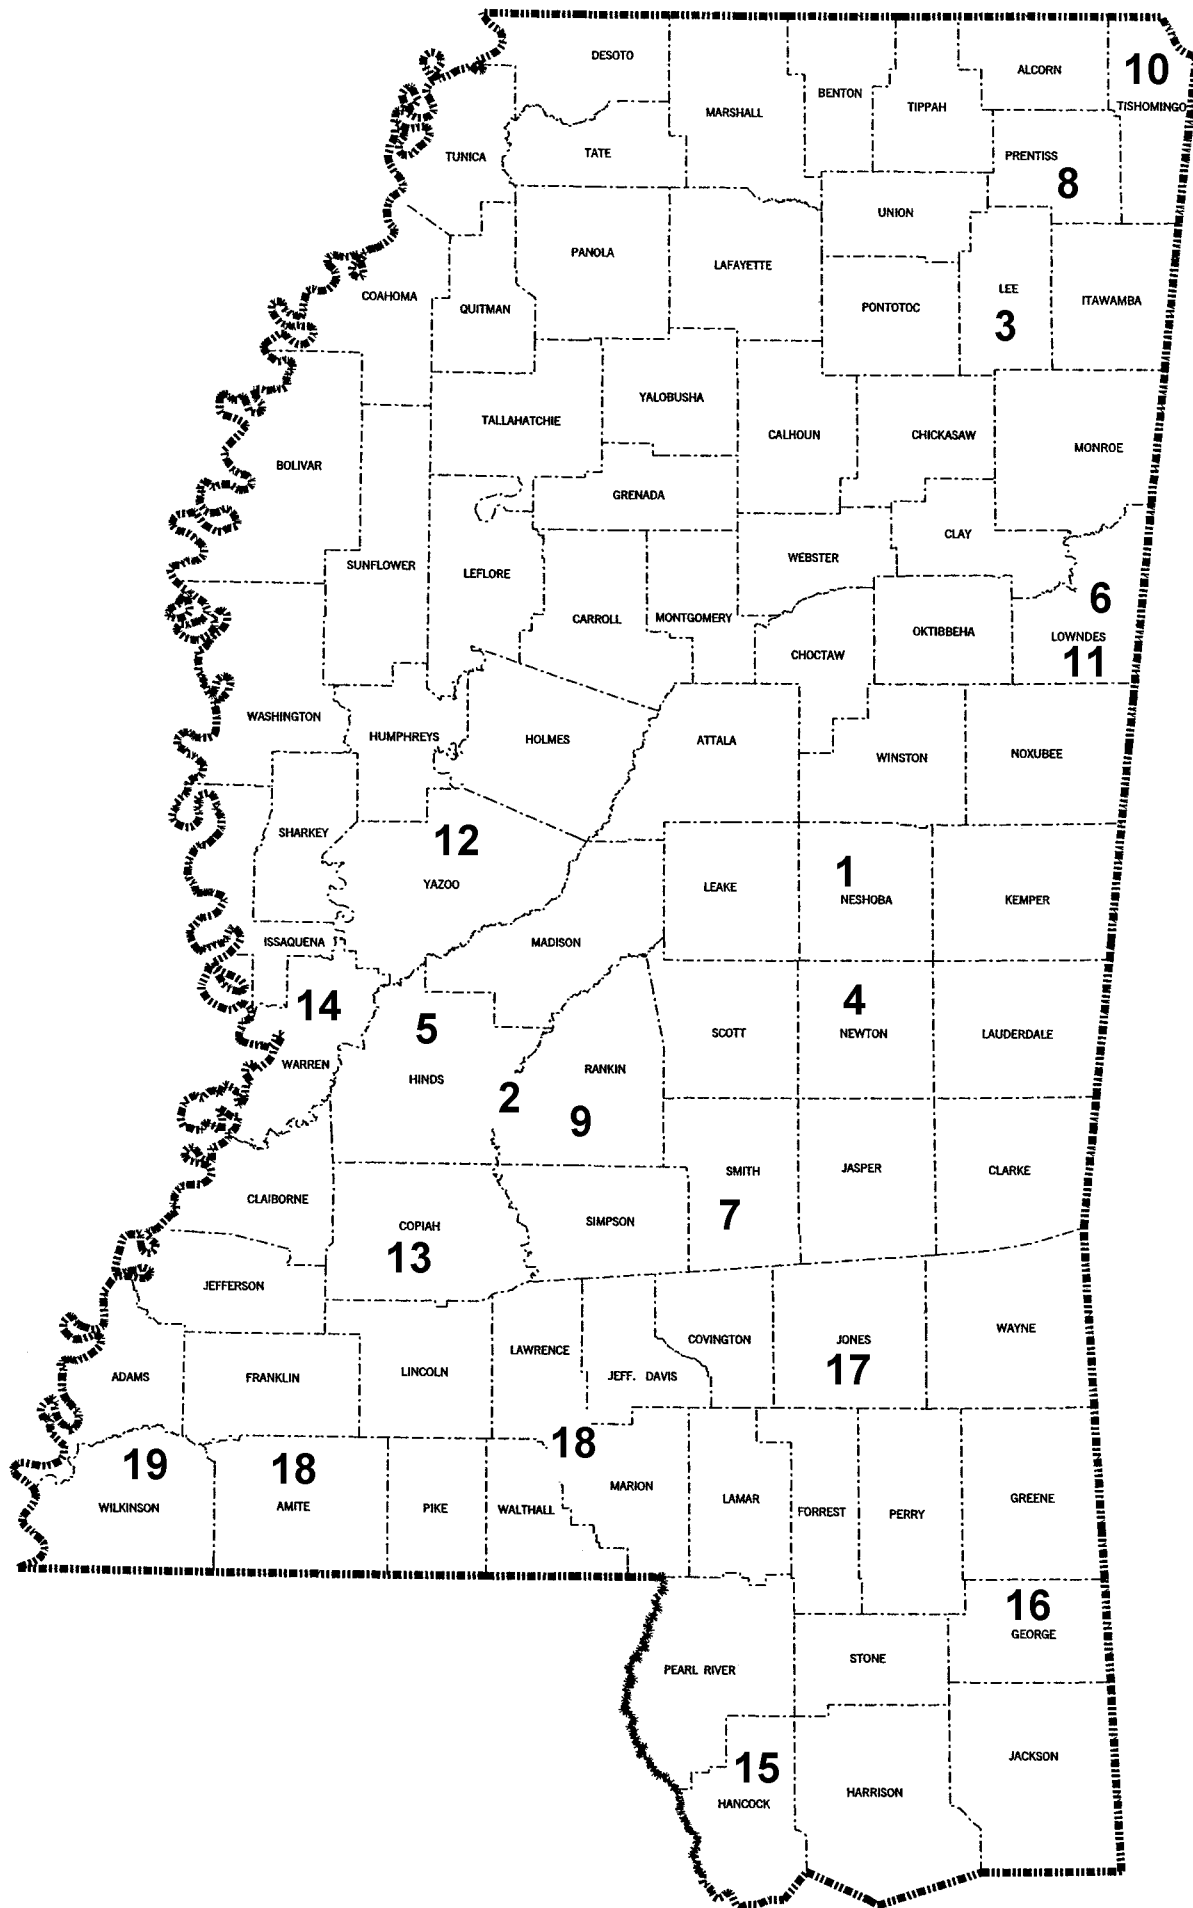 DESOTO
ALCORN
10
BENTON
TIPPAH
TISHOMINGO
MARSHALL
TUNICA
TATE
PRENTISS
8
UNION
PANOLA
LAFAYETTE
COAHOMA
QUITMAN
PONTOTOC
LEE
ITAWAMBA
3
YALOBUSHA
TALLAHATCHIE
CALHOUN
CHICKASAW
MONROE
BOLIVAR
GRENADA
CLAY
SUNFLOWER
LEFLORE
WEBSTER
6
CARROLL
MONTGOMERY
OKTIBBEHA
LOWNDES
CHOCTAW
11
WASHINGTON
HUMPHREYS
HOLMES
ATTALA
WINSTON
NOXUBEE
SHARKEY
12
YAZOO
LEAKE
1
NESHOBA
KEMPER
ISSAQUENA
MADISON
14
5
4
SCOTT
NEWTON
LAUDERDALE
WARREN
HINDS
2
RANKIN
9
CLAIBORNE
SMITH
JASPER
CLARKE
COPIAH
SIMPSON
7
13
JEFFERSON
LAWRENCE
COVINGTON
JONES
WAYNE
ADAMS
FRANKLIN
LINCOLN
JEFF. DAVIS
17
19
18
18
WILKINSON
AMITE
PIKE
WALTHALL
MARION
LAMAR
FORREST
PERRY
GREENE
16
GEORGE
PEARL RIVER
STONE
15
HANCOCK
HARRISON
JACKSON